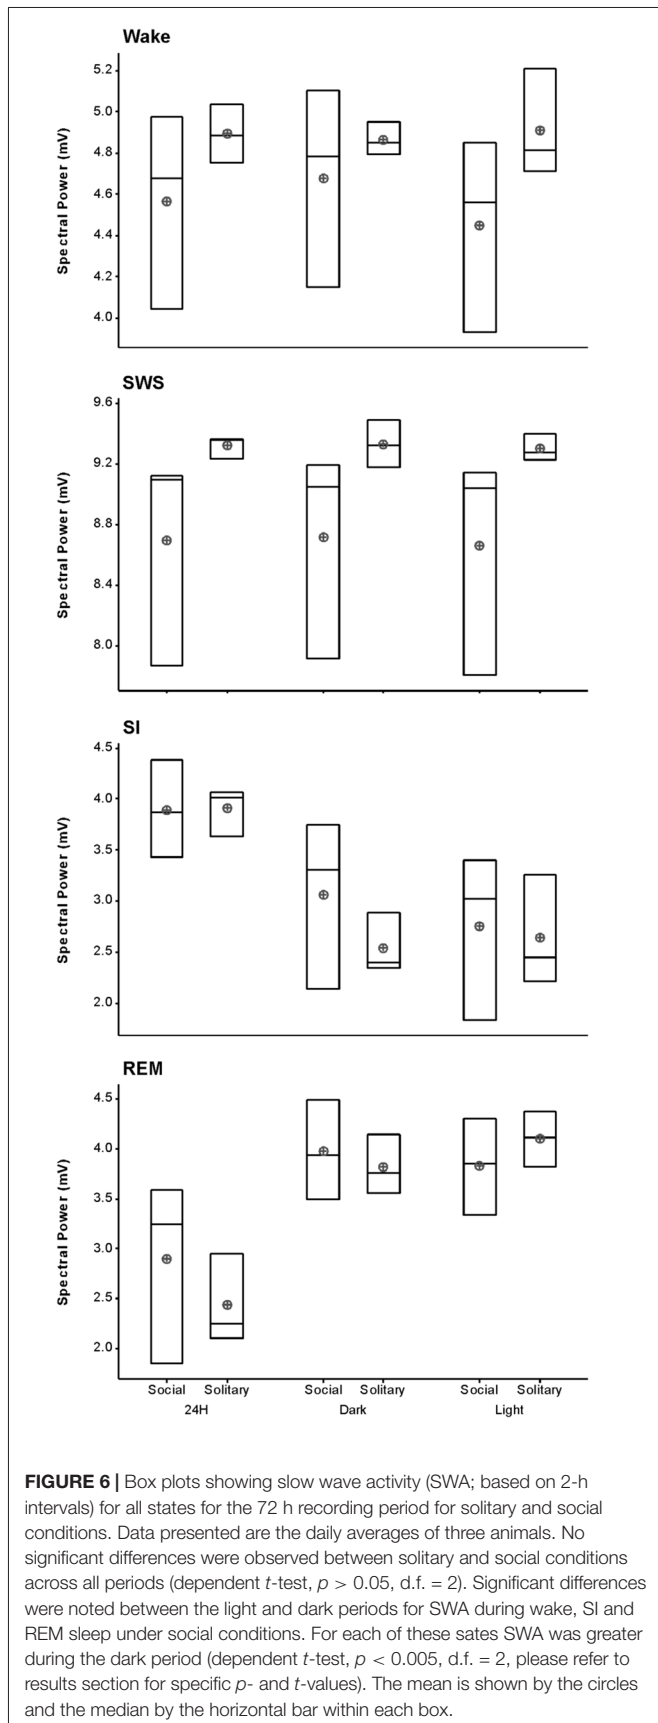 Wake
5.2
5.0
4.8
4.6
4.4
4.2
4.0
Spectral Power (mV)
SWS
9.6
9.2
8.8
8.4
8.0
Spectral Power (mV)
SI
4.5
4.0
3.5
3.0
2.5
2.0
Spectral Power (mV)
REM
4.5
4.0
3.5
3.0
2.5
2.0
Spectral Power (mV)
Social Solitary Social Solitary Social Solitary
24H Dark Light
FIGURE 6 | Box plots showing slow wave activity (SWA; based on 2-h
intervals) for all states for the 72 h recording period for solitary and social
conditions. Data presented are the daily averages of three animals. No
significant differences were observed between solitary and social conditions
across all periods (dependent t-test, p > 0.05, d.f. = 2). Significant differences
were noted between the light and dark periods for SWA during wake, SI and
REM sleep under social conditions. For each of these sates SWA was greater
during the dark period (dependent t-test, p < 0.005, d.f. = 2, please refer to
results section for specific p- and t-values). The mean is shown by the circles
and the median by the horizontal bar within each box.